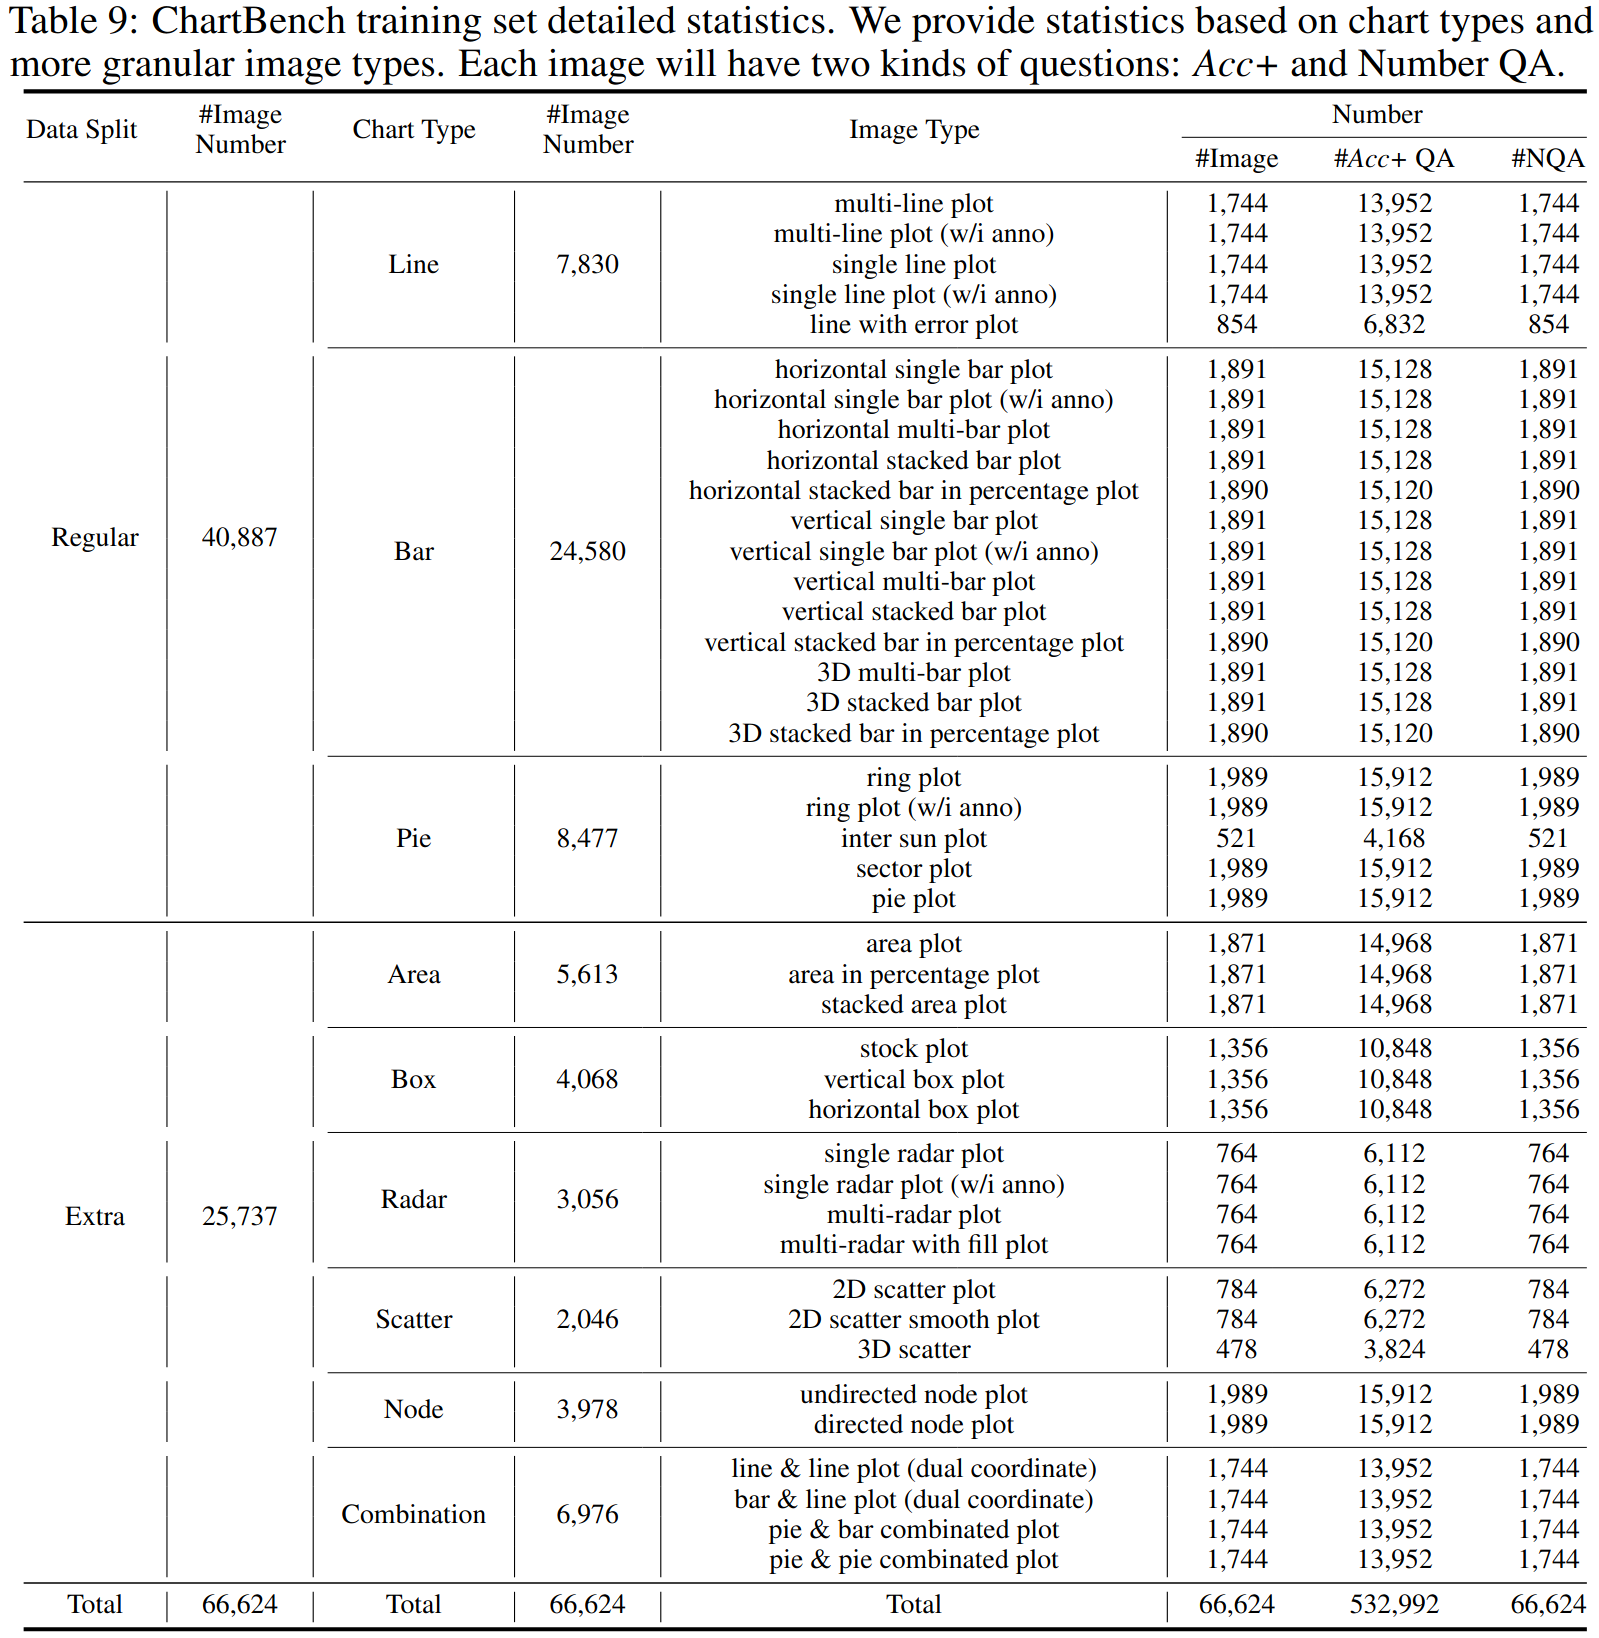 Table 9: ChartBench training set detailed statistics. We provide statistics based on chart types and
more granular image types. Each image will have two kinds of questions: Acc+ and Number QA.
Data Split #Image Number Chart Type #Image Number Image Type Number
#Image #Acc+ QA #NQA
multi-line plot 1,744 13,952 1,744
multi-line plot (w/i anno) 1,744 13,952 1,744
Line 7,830 single line plot 1,744 13,952 1,744
single line plot (w/i anno) 1,744 13,952 1,744
line with error plot 854 6,832 854
horizontal single bar plot 1,891 15,128 1,891
horizontal single bar plot (w/i anno) 1,891 15,128 1,891
horizontal multi-bar plot 1,891 15,128 1,891
horizontal stacked bar plot 1,891 15,128 1,891
horizontal stacked bar in percentage plot 1,890 15,120 1,890
vertical single bar plot 1,891 15,128 1,891
Regular 40,887 Bar 24,580 vertical single bar plot (w/i anno) 1,891 15,128 1,891
vertical multi-bar plot 1,891 15,128 1,891
vertical stacked bar plot 1,891 15,128 1,891
vertical stacked bar in percentage plot 1,890 15,120 1,890
3D multi-bar plot 1,891 15,128 1,891
3D stacked bar plot 1,891 15,128 1,891
3D stacked bar in percentage plot 1,890 15,120 1,890
ring plot 1,989 15,912 1,989
ring plot (w/i anno) 1,989 15,912 1,989
Pie 8,477 inter sun plot 521 4,168 521
sector plot 1,989 15,912 1,989
pie plot 1,989 15,912 1,989
area plot 1,871 14,968 1,871
Area 5,613 area in percentage plot 1,871 14,968 1,871
stacked area plot 1,871 14,968 1,871
stock plot 1,356 10,848 1,356
Box 4,068 vertical box plot 1,356 10,848 1,356
horizontal box plot 1,356 10,848 1,356
single radar plot 764 6,112 764
single radar plot (w/i anno) 764 6,112 764
Radar 3,056
Extra 25,737 multi-radar plot 764 6,112 764
multi-radar with fill plot 764 6,112 764
2D scatter plot 784 6,272 784
Scatter 2,046 2D scatter smooth plot 784 6,272 784
3D scatter 478 3,824 478
undirected node plot 1,989 15,912 1,989
Node 3,978
directed node plot 1,989 15,912 1,989
line & line plot (dual coordinate) 1,744 13,952 1,744
bar & line plot (dual coordinate) 1,744 13,952 1,744
Combination 6,976
pie & bar combinated plot 1,744 13,952 1,744
pie & pie combinated plot 1,744 13,952 1,744
Total 66,624 Total 66,624 Total 66,624 532,992 66,624